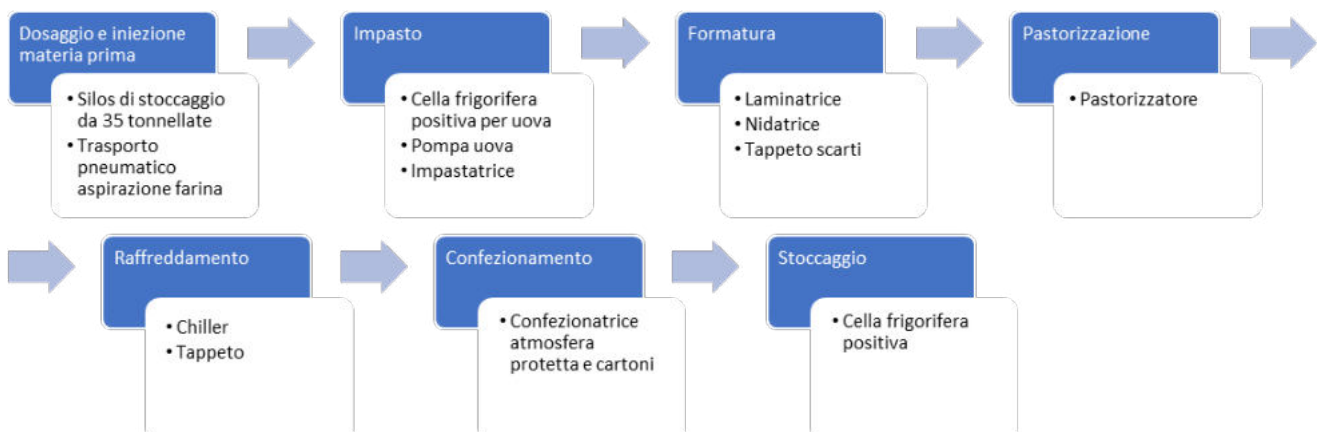 Dosaggio e iniezione
materia prima
• Silos di stoccaggio
da 35 tonnellate
• Trasporto
pneumatico
aspirazione farina
Impasto
• Cella frigorifera
positiva per uova
• Pompa uova
• Impastatrice
Formatura
• Laminatrice
• Nidatrice
• Tappeto scarti
Pastorizzazione
• Pastorizzatore
Raffreddamento
• Chiller
• Tappeto
Confezionamento
• Confezionatrice
atmosfera
protetta e cartoni
Stoccaggio
• Cella frigorifera
positiva